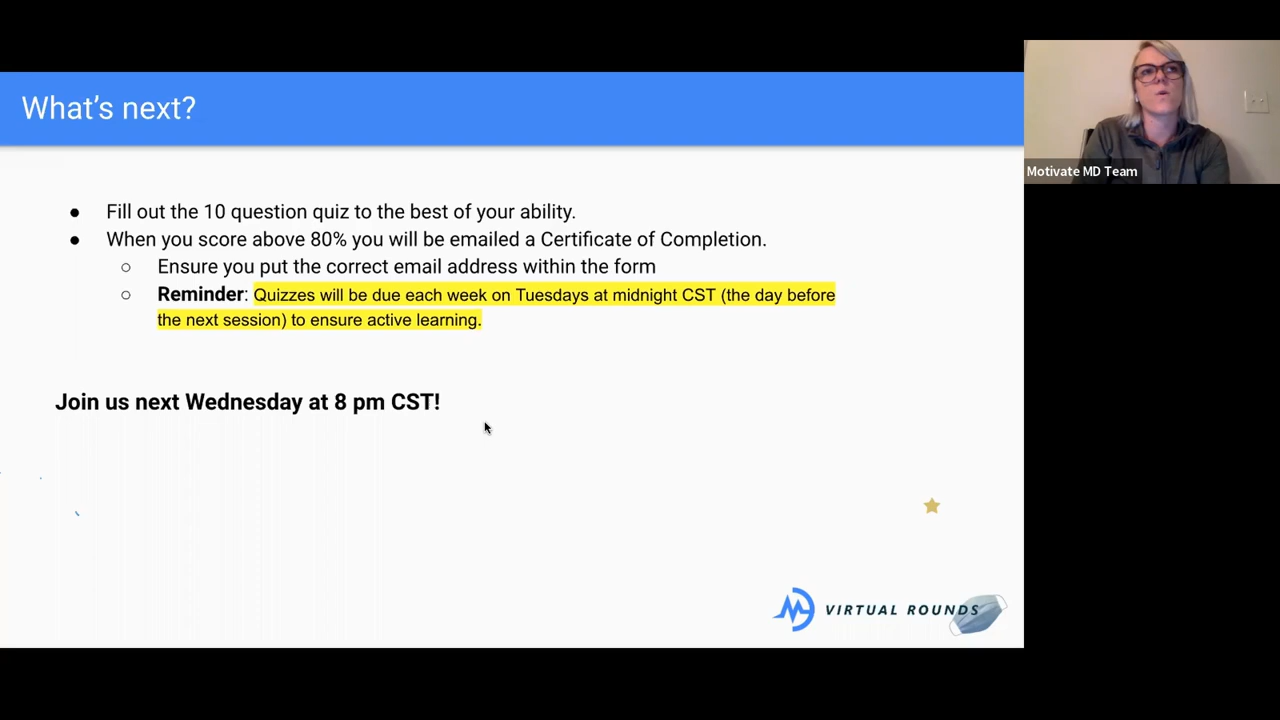 What's next?
Motivate MD Team
● Fill out the 10 question quiz to the best of your ability.
● When you score above 80% you will be emailed a Certificate of Completion.
○ Ensure you put the correct email address within the form
○ Reminder: Quizzes will be due each week on Tuesdays at midnight CST (the day before
the next session) to ensure active learning.
Join us next Wednesday at 8 pm CST!
VIRTUAL ROUNDS